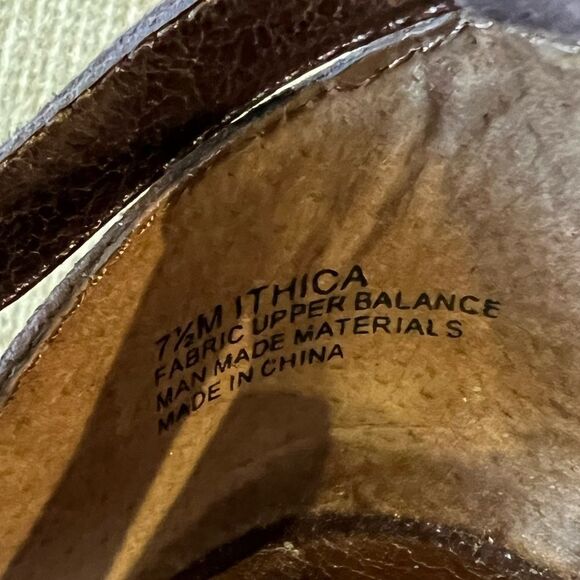 7½M ITHICA
FABRIC UPPER BALANCE
MAN MADE MATERIALS
MADE IN CHINA